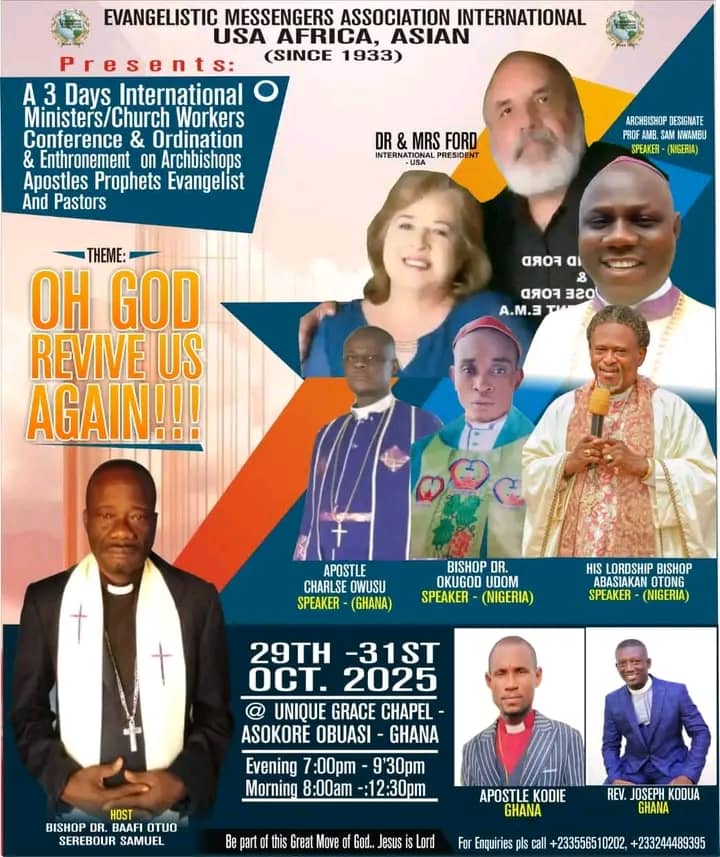 EVANGELISTIC MESSENGERS ASSOCIATION INTERNATIONAL
USA AFRICA, ASIAN
(SINCE 1933)
Presents:
A 3 Days International
Ministers/Church Workers
Conference & Ordination
& Enthronement on Archbishops
Apostles Prophets Evangelist
And Pastors
DR & MRS FORD
INTERNATIONAL PRESIDENT
- USA
ARCHBISHOP DESIGNATE
PROF AMB. SAM NWAMBU
SPEAKER - (NIGERIA)
THEME:
OH GOD
REVIVE US
AGAIN!!!
APOSTLE
CHARLSE OWUSU
SPEAKER - (GHANA)
BISHOP DR.
OKUGOD UDOM
SPEAKER - (NIGERIA)
HIS LORDSHIP BISHOP
ABASIAKAN OTONG
SPEAKER - (NIGERIA)
29TH -31ST
OCT. 2025
@ UNIQUE GRACE CHAPEL -
ASOKORE OBUASI - GHANA
Evening 7:00pm - 9'30pm
Morning 8:00am -:12:30pm
APOSTLE KODIE
GHANA
REV. JOSEPH KODUA
GHANA
HOST
BISHOP DR. BAAFI OTUO
SEREBOUR SAMUEL
Be part of this Great Move of God.. Jesus is Lord
For Enquiries pls call +233556510202, +233244489395